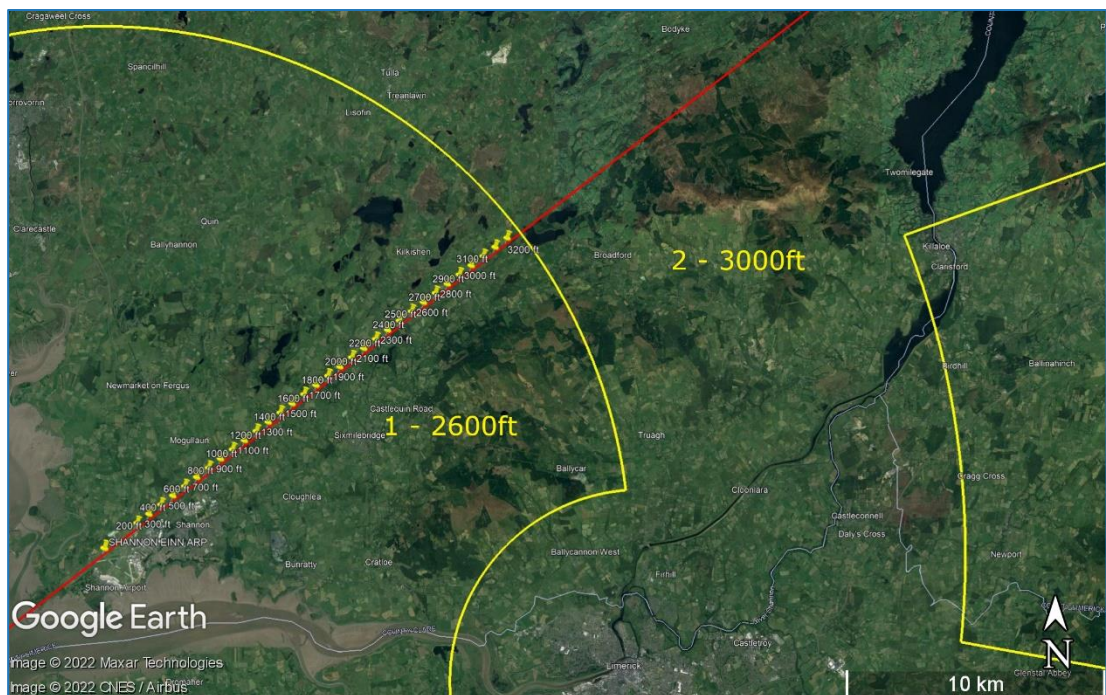 Cragaweel Cross
Bodyke
Spancilhill
Tulla
Treanlawn
Lisofin
Twomilegate
Quin
Clarecastle
Ballyhannon
Kilkishen
Broadford
Killaloe
Clarisford
2 - 3000ft
3200 ft
3100 ft
3000 ft
2900 ft
2800 ft
2700 ft
2600 ft
2500 ft
2400 ft
2300 ft
2200 ft
2100 ft
2000 ft
1900 ft
1800 ft
1700 ft
1600 ft
1500 ft
1400 ft
1300 ft
1200 ft
1100 ft
1000 ft
900 ft
800 ft
700 ft
600 ft
500 ft
400 ft
300 ft
200 ft
Newmarket on Fergus
Birdhill
Ballinahinch
Castlecuin Road
1 - 2600ft
Sixmilebridge
Mogullaun
Truagh
Ballycar
Cragg Cross
Clooniara
Cloughlea
Shannon
Castleconnell
Daly's Cross
SHANNON EINN ARP
Ballycannon West
Newport
Bunratty
Cratloe
Firhill
Shannon Airport
Google Earth
COUNTY CLARE
Castletroy
Limerick
N
Image © 2022 Maxar Technologies
Image © 2022 CNES / Airbus
10 km
Glenstal Abbey